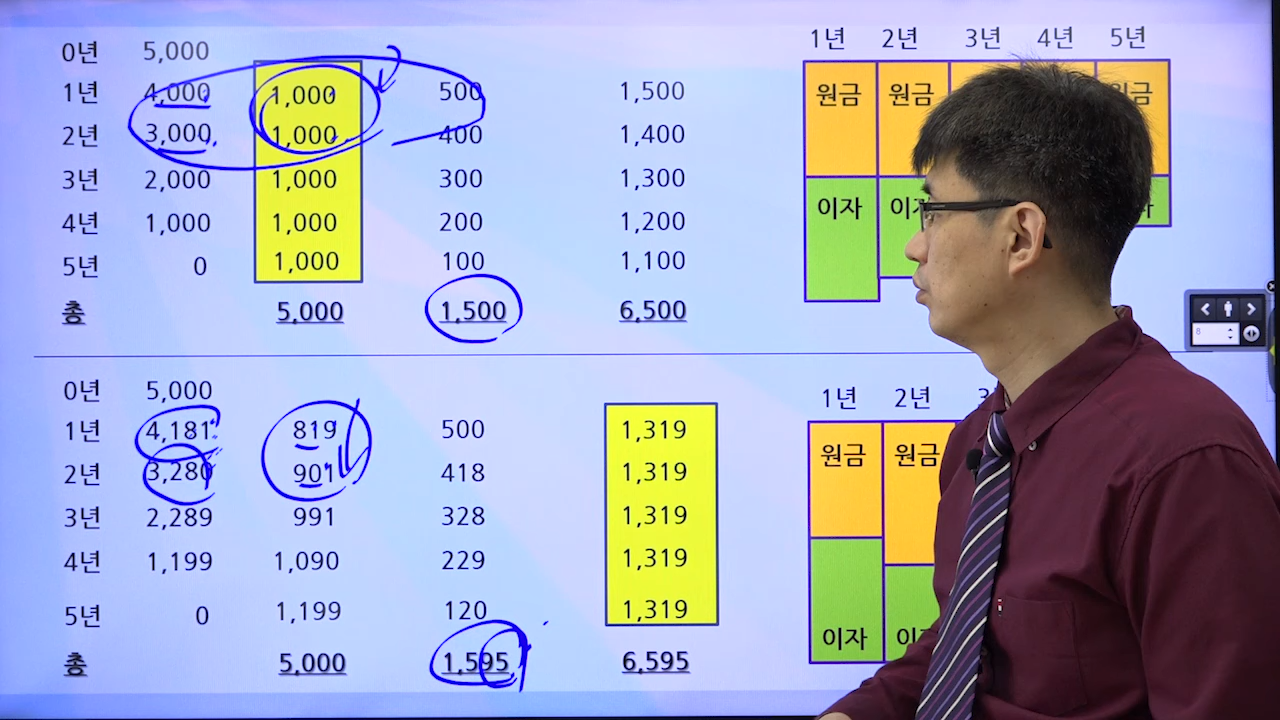 1년 2년 3년 4년 5년
0년 5,000
1년 4,000 1,000 500 1,500
원금 원금 원금
2년 3,000 1,000 400 1,400
3년 2,000 1,000 300 1,300
이자
4년 1,000 1,000 200 1,200
5년 0 1,000 100 1,100
총 5,000 1,500 6,500
8
0년 5,000
1년 2년
1년 4,181 819 500 1,319
원금 원금
2년 3,280 901 418 1,319
3년 2,289 991 328 1,319
4년 1,199 1,090 229 1,319
5년 0 1,199 120 1,319
이자
총 5,000 1,595 6,595